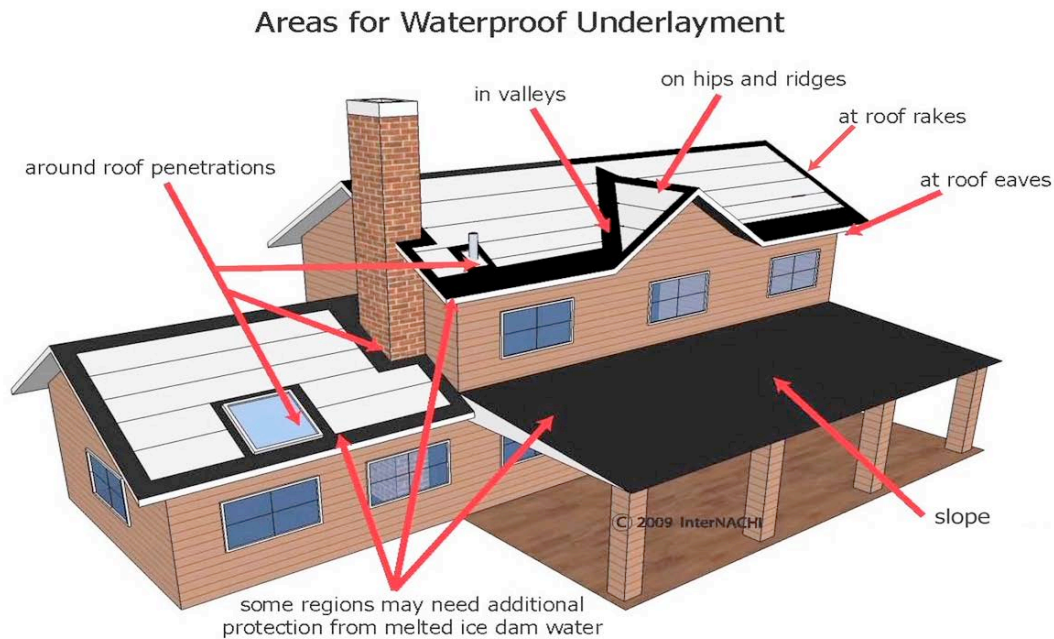 Areas for Waterproof Underlayment
on hips and ridges
in valleys
at roof rakes
around roof penetrations
at roof eaves
© 2009 InterNACHI
slope
some regions may need additional
protection from melted ice dam water